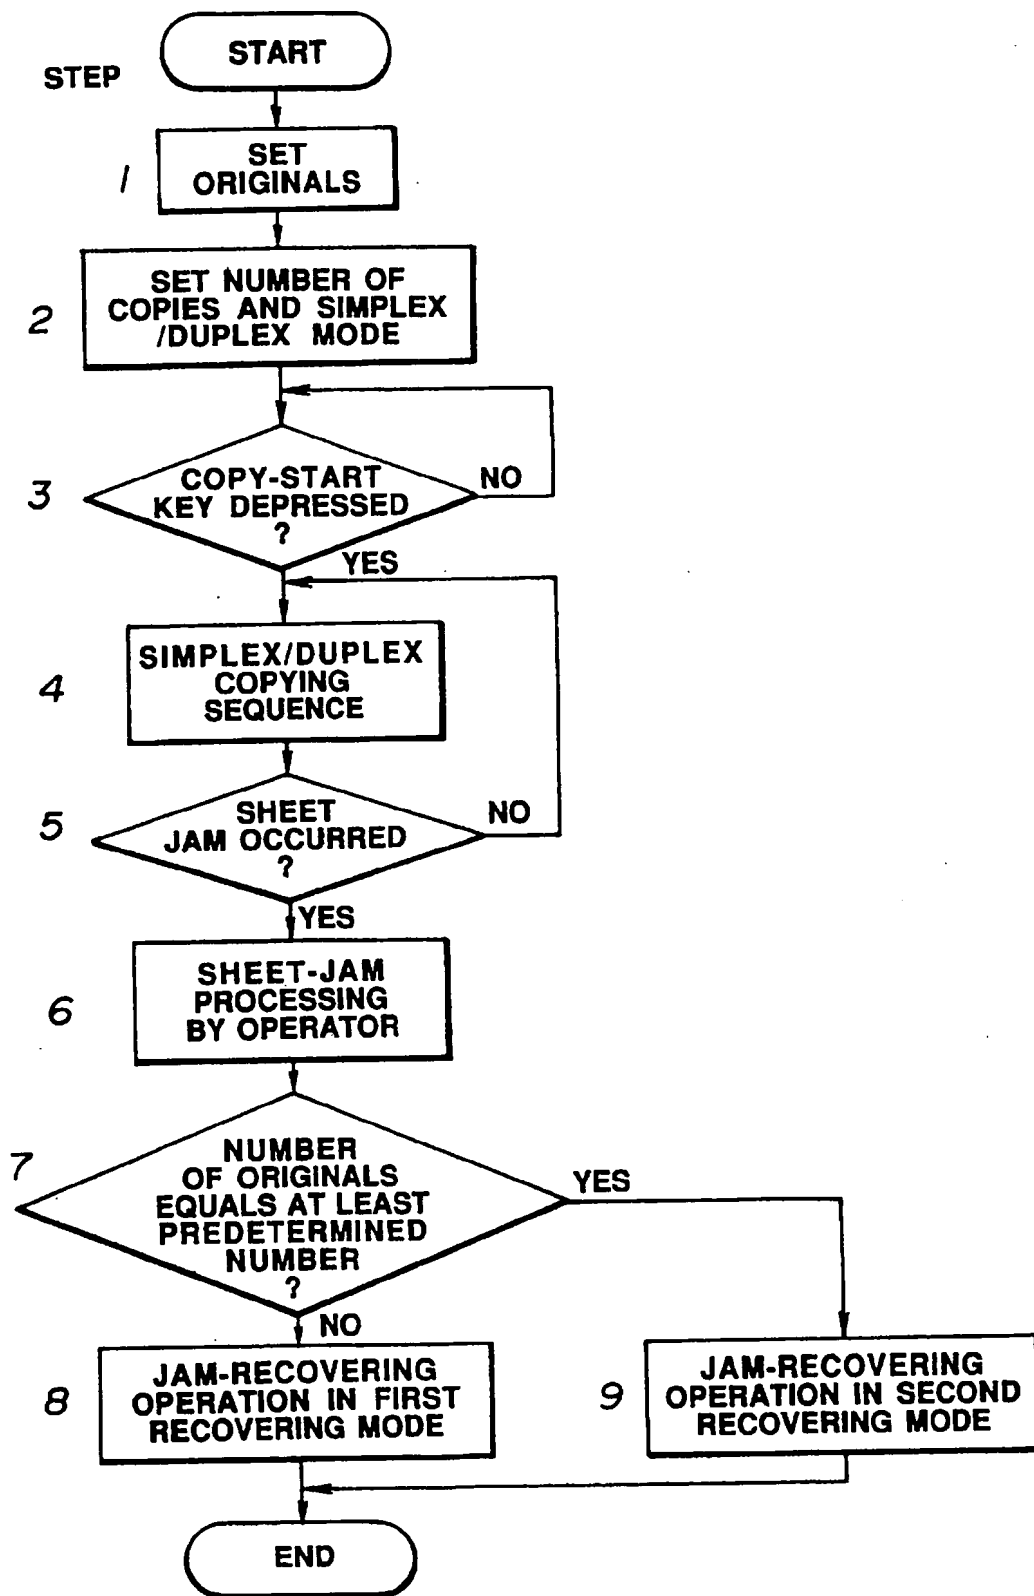 START
STEP
1
SET
ORIGINALS
2
SET NUMBER OF
COPIES AND SIMPLEX
/DUPLEX MODE
3
COPY-START
KEY DEPRESSED
?
NO
YES
4
SIMPLEX/DUPLEX
COPYING
SEQUENCE
5
SHEET
JAM OCCURRED
?
NO
YES
6
SHEET-JAM
PROCESSING
BY OPERATOR
7
NUMBER
OF ORIGINALS
EQUALS AT LEAST
PREDETERMINED
NUMBER
?
YES
NO
8
JAM-RECOVERING
OPERATION IN FIRST
RECOVERING MODE
9
JAM-RECOVERING
OPERATION IN SECOND
RECOVERING MODE
END